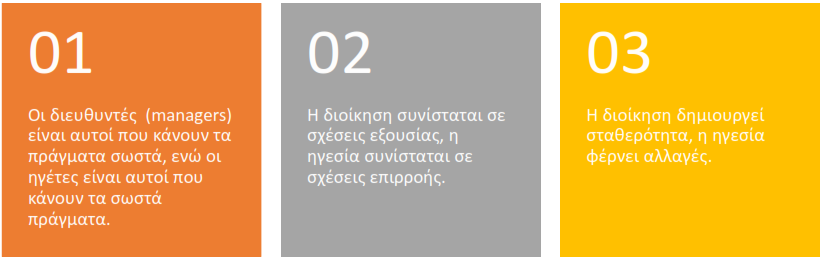 01
Οι διευθυντές (managers)
είναι αυτοί που κάνουν τα
πράγματα σωστά, ενώ οι
ηγέτες είναι αυτοί που
κάνουν τα σωστά
πράγματα.
02
Η διοίκηση συνίσταται σε
σχέσεις εξουσίας, η
ηγεσία συνίσταται σε
σχέσεις επιρροής.
03
Η διοίκηση δημιουργεί
σταθερότητα, η ηγεσία
φέρνει αλλαγές.